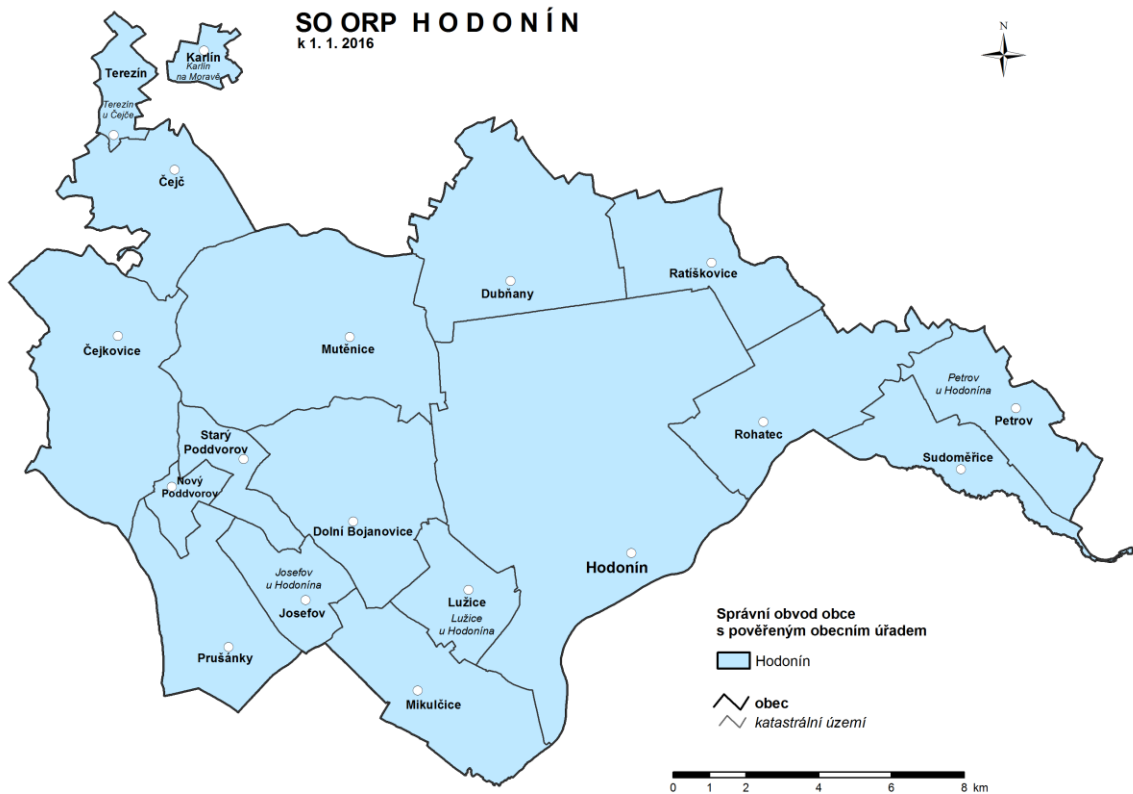 SO ORP H O D O N Í N
k 1. 1. 2016
N
Karlín
Karlín
na Moravě
Terezín
Terezín
u Čejče
Čejč
Ratíškovice
Dubňany
Mutěnice
Čejkovice
Petrov
u Hodonína
Petrov
Rohatec
Starý
Poddvorov
Sudoměřice
Nový
Poddvorov
Dolní Bojanovice
Hodonín
Josefov
u Hodonína
Josefov
Lužice
Lužice
u Hodonína
Prušánky
Mikulčice
Správní obvod obce
s pověřeným obecním úřadem
Hodonín
obec
katastrální území
0 1 2 4 6 8 km